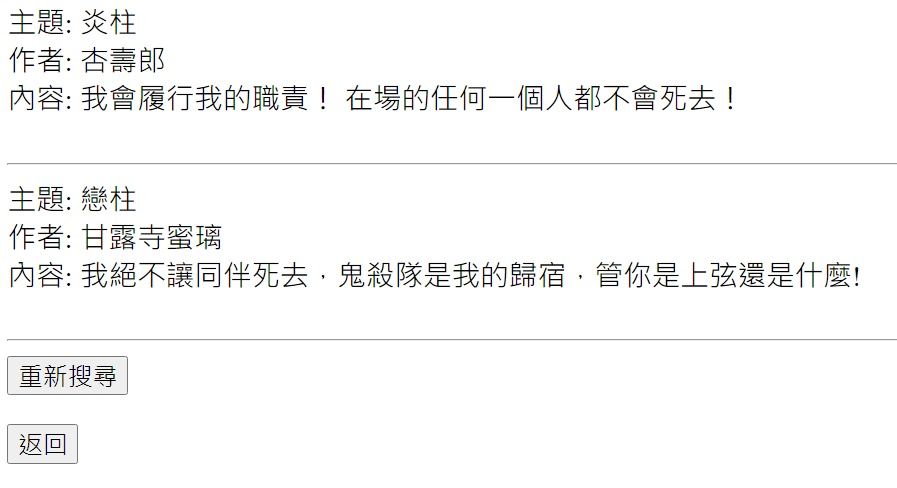 主題: 炎柱
作者: 杏壽郎
內容: 我會履行我的職責！ 在場的任何一個人都不會死去！
主題: 戀柱
作者: 甘露寺蜜璃
內容: 我絕不讓同伴死去，鬼殺隊是我的歸宿，管你是上弦還是什麼!
重新搜尋
返回